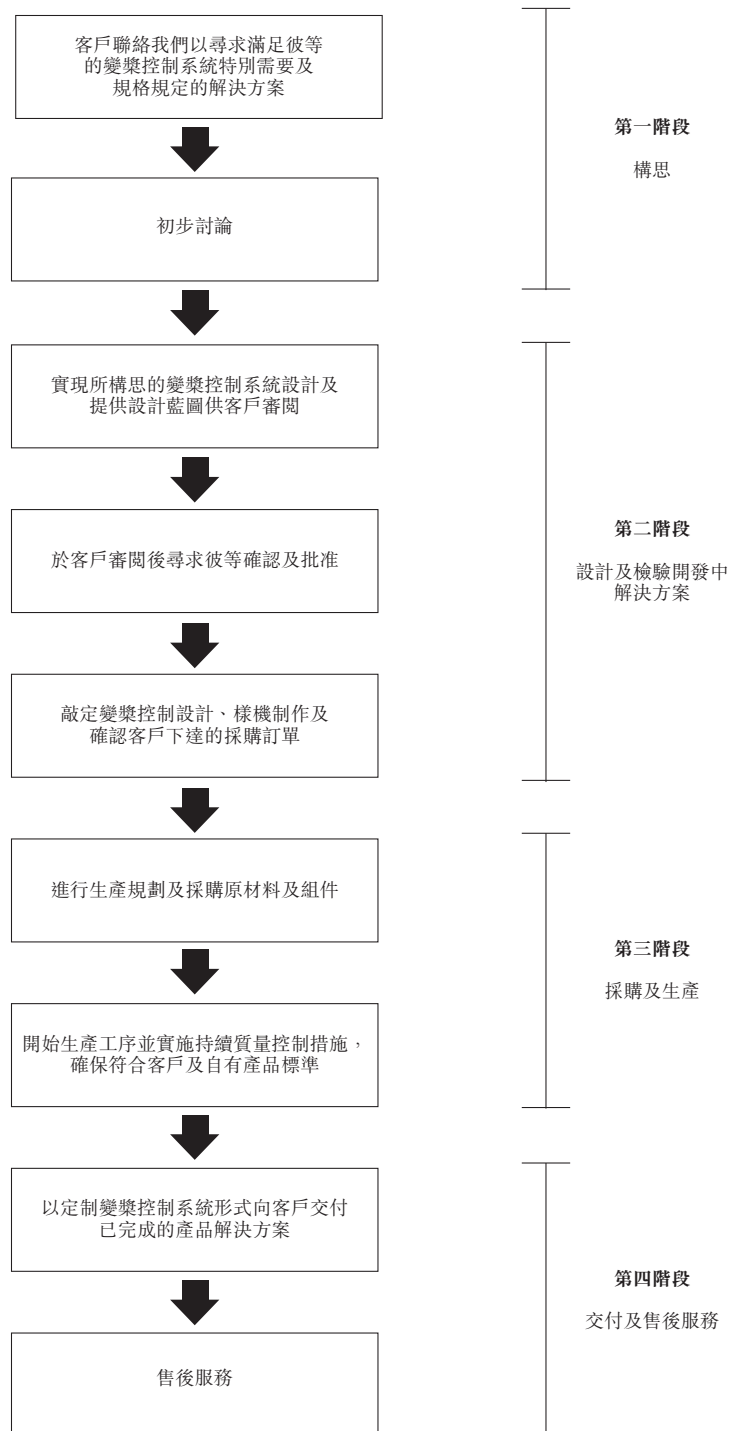 客戶聯絡我們以尋求滿足彼等
的變槳控制系統特別需要及
規格規定的解決方案
第一階段
構思
初步討論
實現所構思的變槳控制系統設計及
提供設計藍圖供客戶審閱
於客戶審閱後尋求彼等確認及批准
第二階段
設計及檢驗開發中
解決方案
敲定變槳控制設計、樣機制作及
確認客戶下達的採購訂單
進行生產規劃及採購原材料及組件
第三階段
採購及生產
開始生產工序並實施持續質量控制措施，
確保符合客戶及自有產品標準
以定制變槳控制系統形式向客戶交付
已完成的產品解決方案
第四階段
交付及售後服務
售後服務